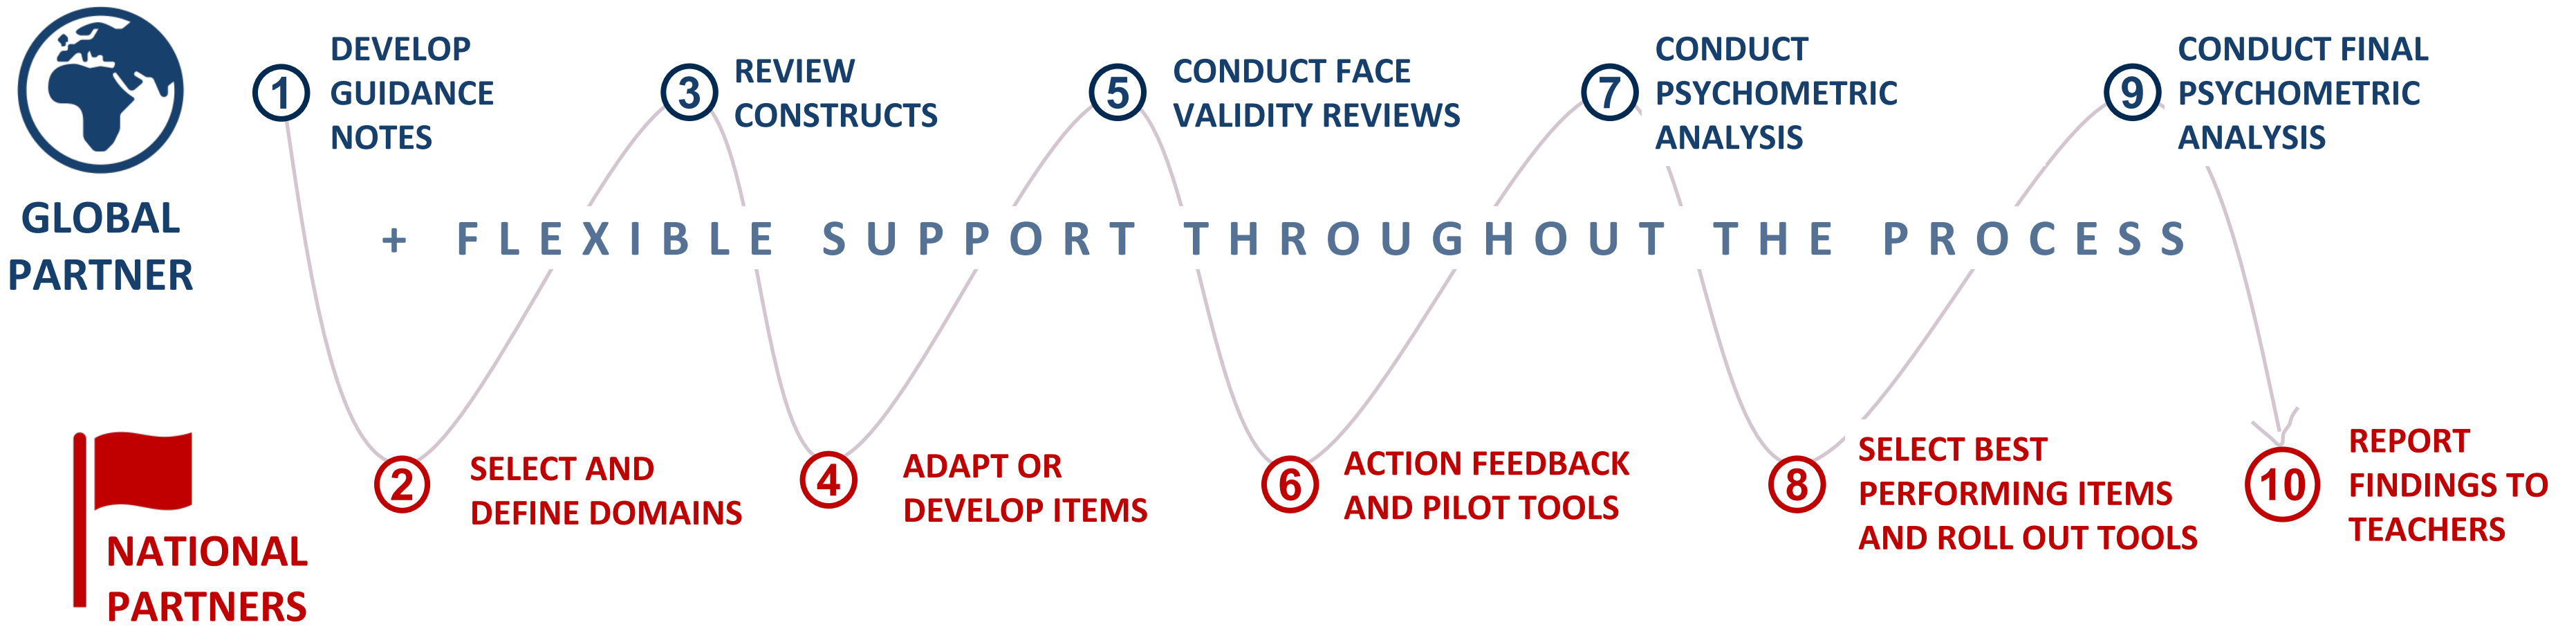 GLOBAL
PARTNER
1
DEVELOP
GUIDANCE
NOTES
3
REVIEW
CONSTRUCTS
5
CONDUCT FACE
VALIDITY REVIEWS
7
CONDUCT
PSYCHOMETRIC
ANALYSIS
9
CONDUCT FINAL
PSYCHOMETRIC
ANALYSIS
+ FLEXIBLE SUPPORT THROUGHOUT THE PROCESS
NATIONAL
PARTNERS
2
SELECT AND
DEFINE DOMAINS
4
ADAPT OR
DEVELOP ITEMS
6
ACTION FEEDBACK
AND PILOT TOOLS
8
SELECT BEST
PERFORMING ITEMS
AND ROLL OUT TOOLS
10
REPORT
FINDINGS TO
TEACHERS